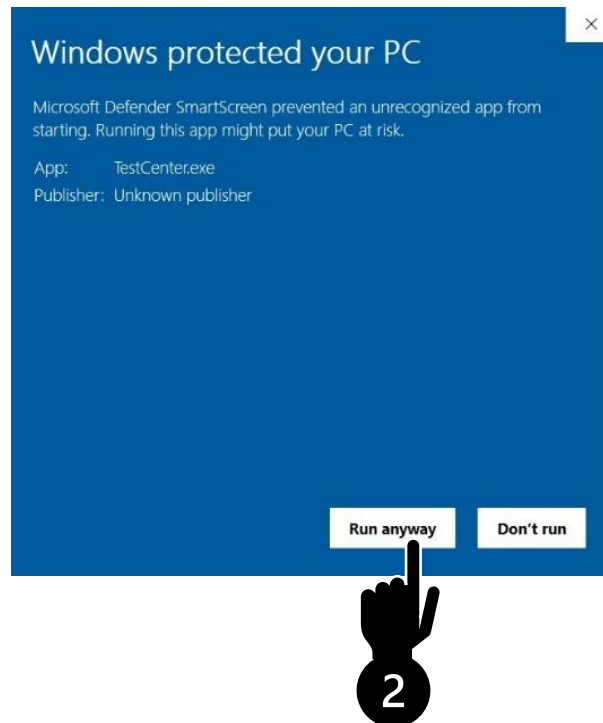 Windows protected your PC
Microsoft Defender SmartScreen prevented an unrecognized app from
starting. Running this app might put your PC at risk.
App: TestCenter.exe
Publisher: Unknown publisher
Run anyway Don't run
2